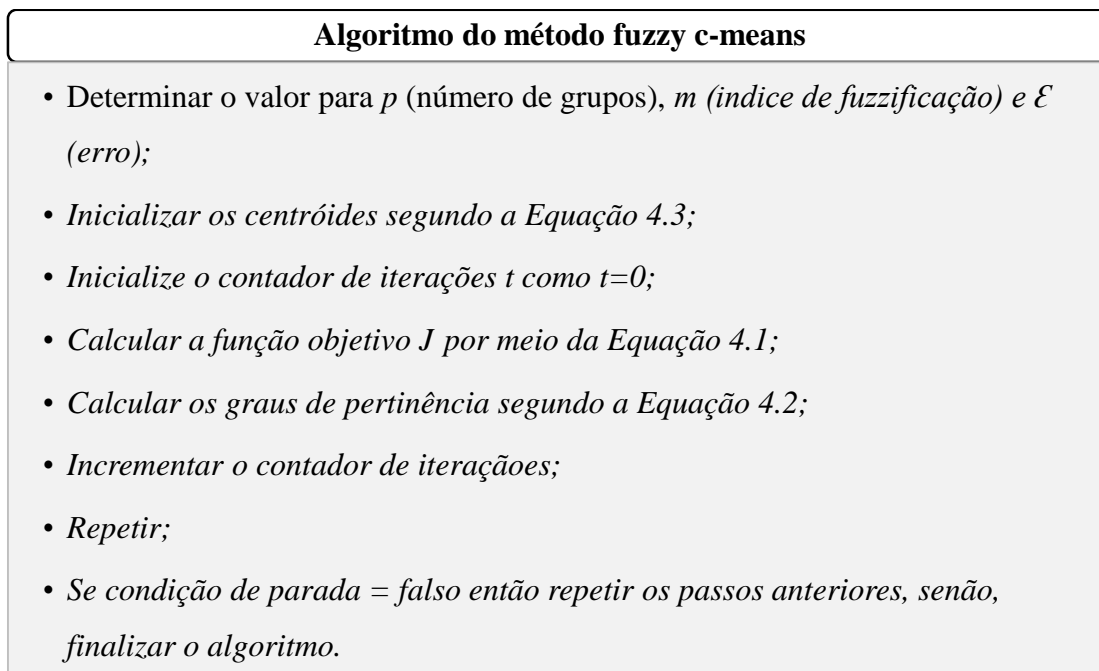 Algoritmo do método fuzzy c-means
• Determinar o valor para p (número de grupos), m (indice de fuzzificação) e Ɛ
(erro);
• Inicializar os centróides segundo a Equação 4.3;
• Inicialize o contador de iterações t como t=0;
• Calcular a função objetivo J por meio da Equação 4.1;
• Calcular os graus de pertinência segundo a Equação 4.2;
• Incrementar o contador de iteraçãoes;
• Repetir;
• Se condição de parada = falso então repetir os passos anteriores, senão,
finalizar o algoritmo.